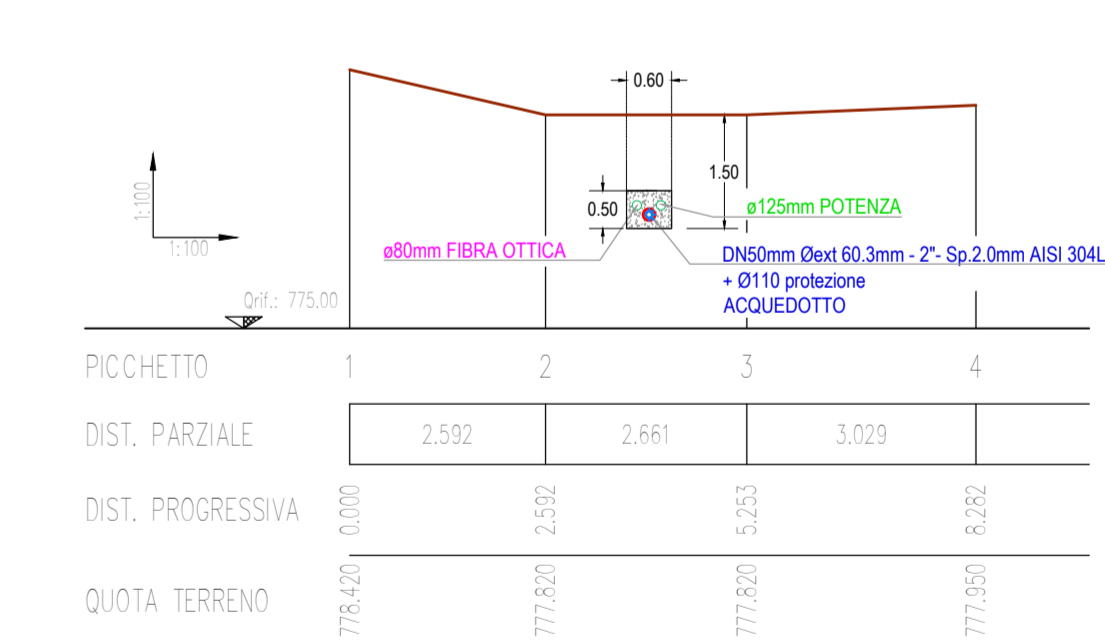 0.60
1:100
1:100
1.50
0.50
ø125mm POTENZA
ø80mm FIBRA OTTICA
DN50mm Øext 60.3mm - 2"- Sp.2.0mm AISI 304L
+ Ø110 protezione
ACQUEDOTTO
Qrif.: 775.00
PICCHETTO 1 2 3 4
DIST. PARZIALE 2.592 2.661 3.029
DIST. PROGRESSIVA 0.000 2.592 5.253 8.282
QUOTA TERRENO 778.420 777.820 777.820 777.950